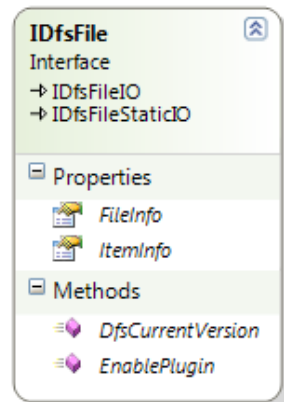 IDfsFile
Interface
IDfsFileIO
IDfsFileStaticIO
Properties
FileInfo
ItemInfo
Methods
DfsCurrentVersion
EnablePlugin